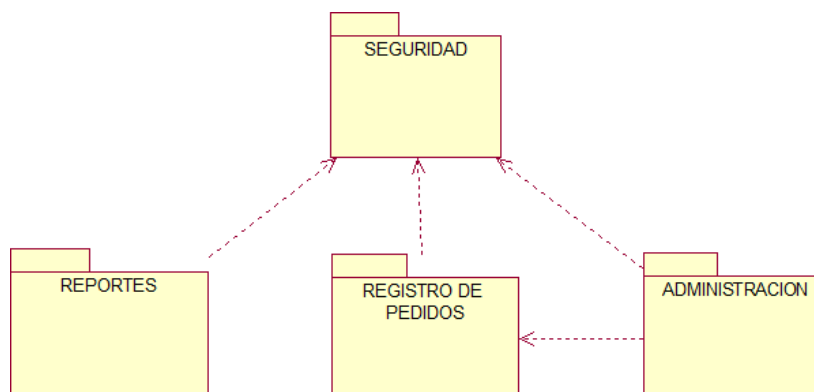 SEGURIDAD
REPORTES
REGISTRO DE
PEDIDOS
ADMINISTRACION